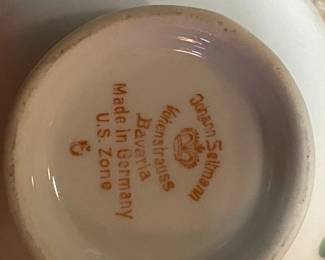 Johann Seltmann
Vohenstrauss
Bavaria
Made in Germany
U.S. Zone